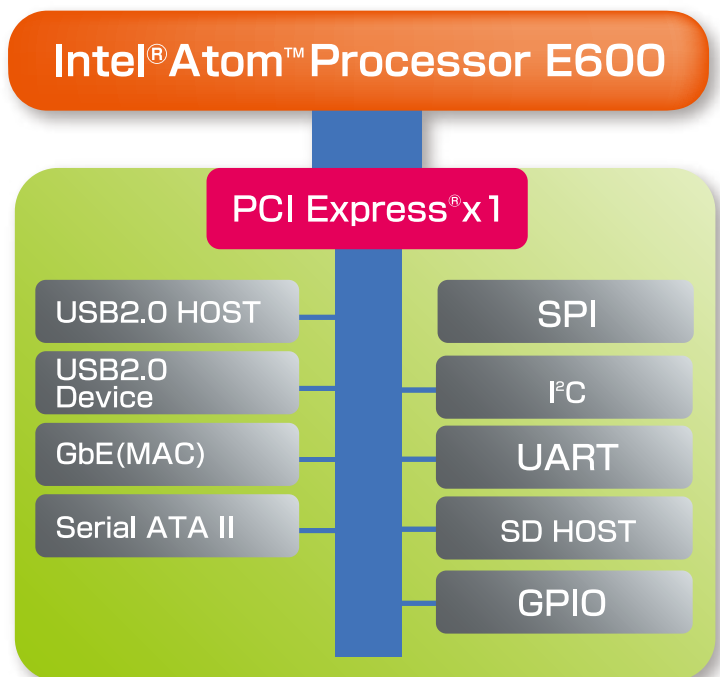 Intel®Atom™Processor E600
PCI Express®x1
USB2.0 HOST
USB2.0
Device
GbE(MAC)
Serial ATA II
SPI
I²C
UART
SD HOST
GPIO